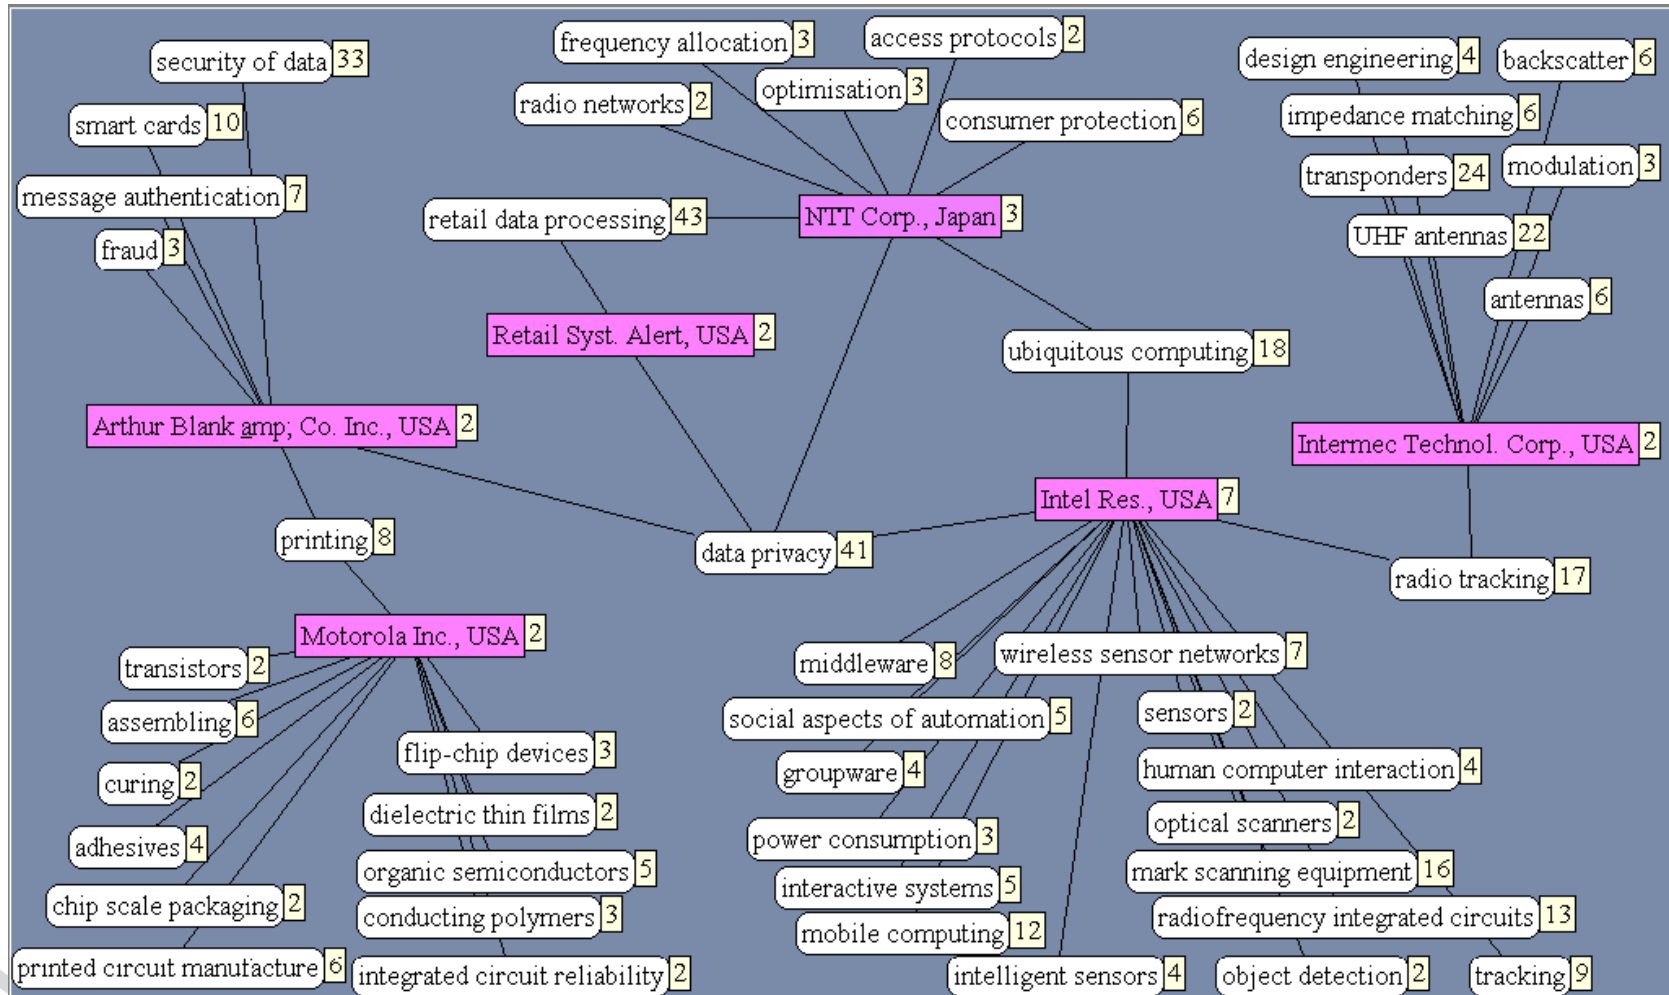 security of data 33
frequency allocation 3
access protocols 2
design engineering 4
backscatter 6
smart cards 10
radio networks 2
optimisation 3
consumer protection 6
impedance matching 6
message authentication 7
transponders 24
modulation 3
retail data processing 43
NTT Corp., Japan 3
UHF antennas 22
fraud 3
antennas 6
Retail Syst. Alert, USA 2
ubiquitous computing 18
Arthur Blank amp; Co. Inc., USA 2
Intermec Technol. Corp., USA 2
Intel Res., USA 7
printing 8
data privacy 41
radio tracking 17
Motorola Inc., USA 2
transistors 2
middleware 8
wireless sensor networks 7
assembling 6
social aspects of automation 5
sensors 2
flip-chip devices 3
curing 2
groupware 4
human computer interaction 4
dielectric thin films 2
adhesives 4
power consumption 3
optical scanners 2
organic semiconductors 5
interactive systems 5
mark scanning equipment 16
chip scale packaging 2
conducting polymers 3
mobile computing 12
radiofrequency integrated circuits 13
printed circuit manufacture 6
integrated circuit reliability 2
intelligent sensors 4
object detection 2
tracking 9